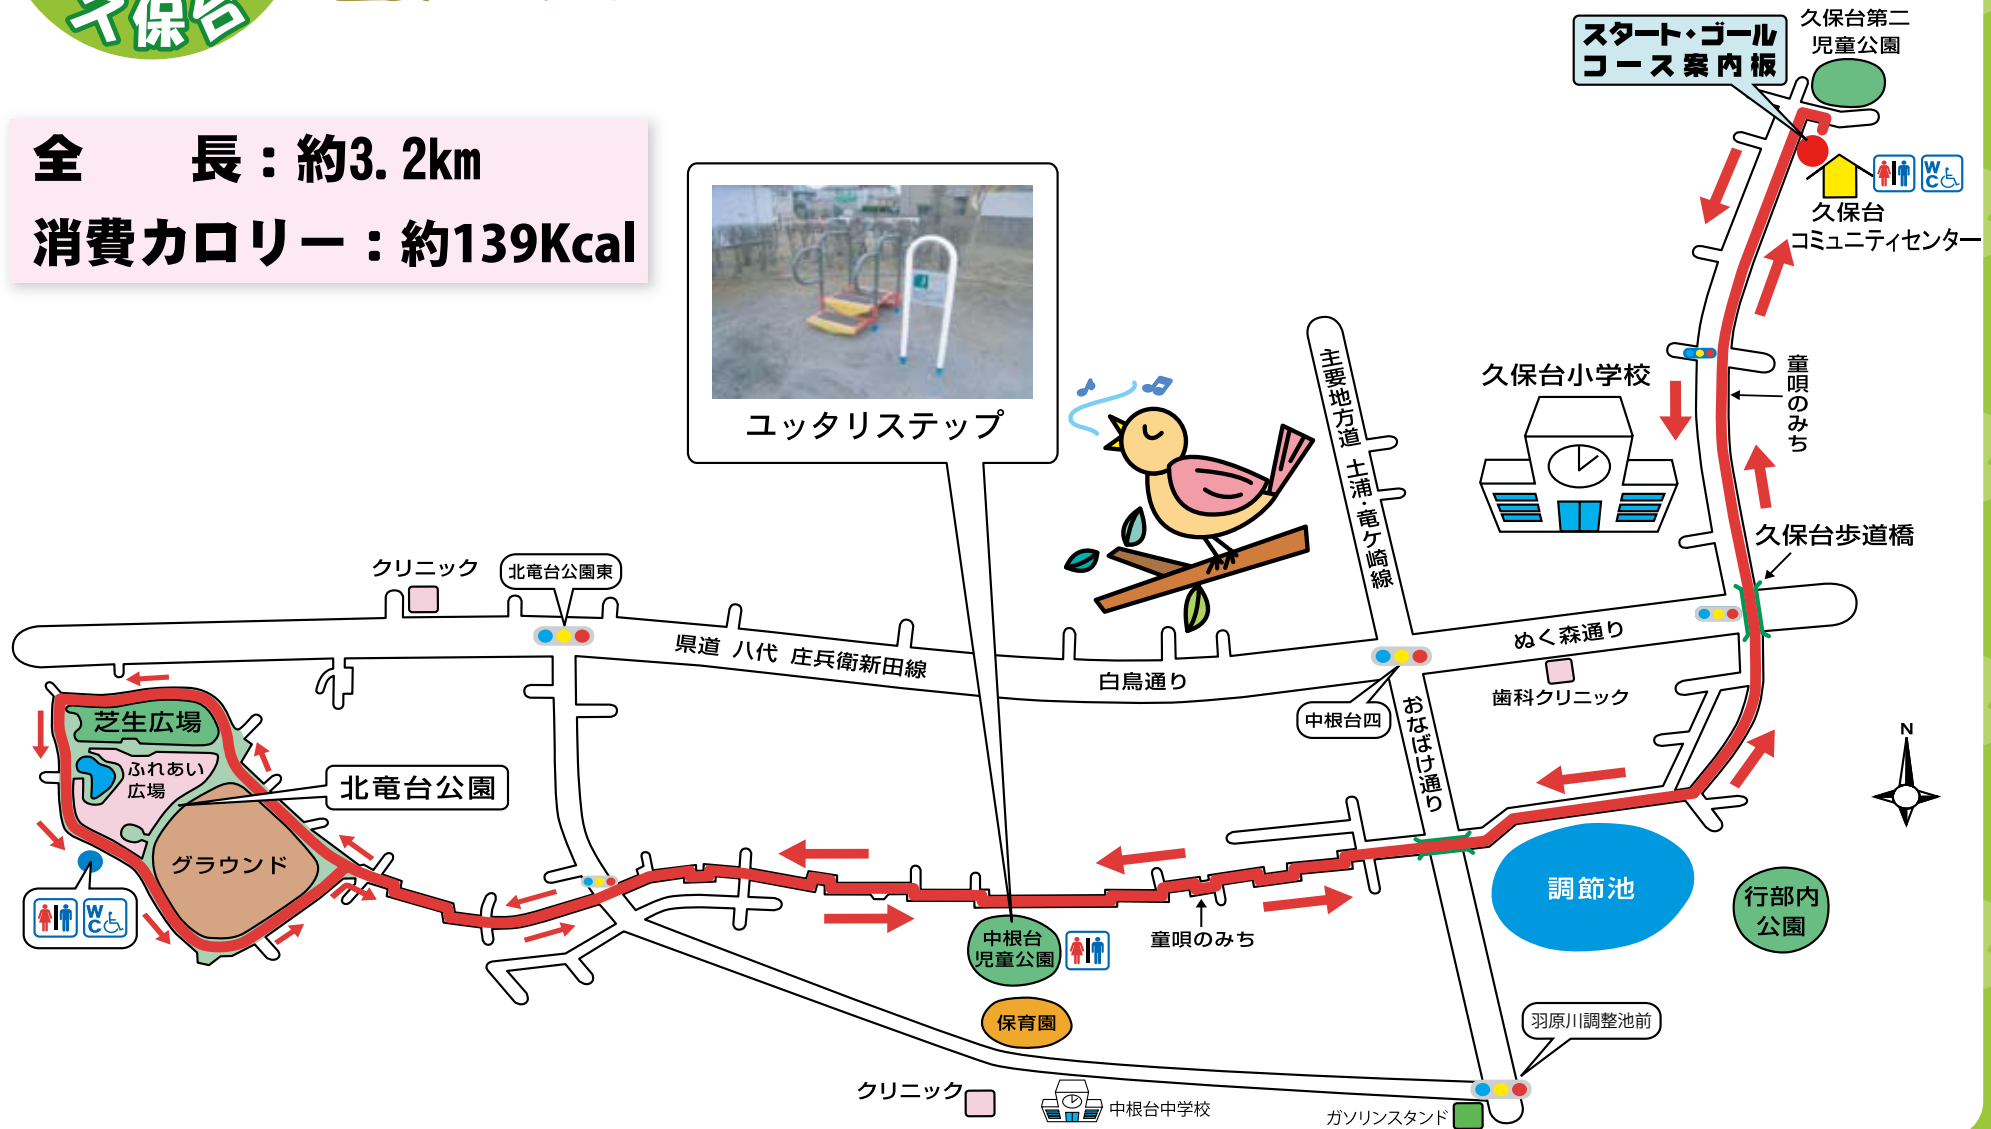 保台
スタート・ゴール
コース案内板
久保台第二
児童公園
全　　長：約3.2km
消費カロリー：約139Kcal
WC
久保台
コミュニティセンター
ユッタリステップ
主要地方道 土浦・竜ケ崎線
久保台小学校
童唄のみち
久保台歩道橋
クリニック
北竜台公園東
県道 八代 庄兵衛新田線
白鳥通り
ぬく森通り
歯科クリニック
中根台四
おなばけ通り
芝生広場
ふれあい
広場
北竜台公園
グラウンド
WC
N
調節池
行部内
公園
中根台
児童公園
童唄のみち
保育園
羽原川調整池前
クリニック
中根台中学校
ガソリンスタンド